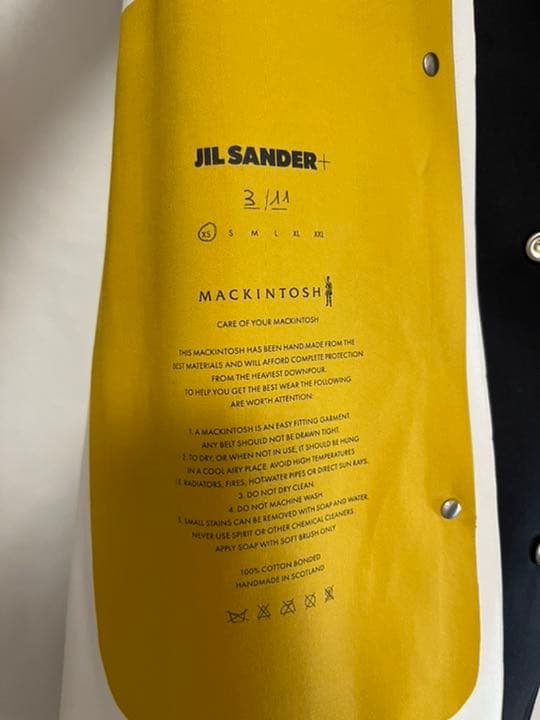 JIL SANDER+
3/11
XS S M L XL XXL
MACKINTOSH
CARE OF YOUR MACKINTOSH
THIS MACKINTOSH HAS BEEN HAND MADE FROM THE
BEST MATERIALS AND WILL AFFORD COMPLETE PROTECTION
FROM THE HEAVIEST DOWNPOUR.
TO HELP YOU GET THE BEST WEAR THE FOLLOWING
ARE WORTH ATTENTION:
1. A MACKINTOSH IS AN EASY FITTING GARMENT.
ANY BELT SHOULD NOT BE DRAWN TIGHT.
2. TO DRY, OR WHEN NOT IN USE, IT SHOULD BE HUNG
IN A COOL AIRY PLACE. AVOID HIGH TEMPERATURES
I.E. RADIATORS, FIRES, HOT-WATER PIPES OR DIRECT SUN RAYS.
3. DO NOT DRY CLEAN.
4. DO NOT MACHINE WASH.
5. SMALL STAINS CAN BE REMOVED WITH SOAP AND WATER.
NEVER USE SPIRIT OR OTHER CHEMICAL CLEANERS.
APPLY SOAP WITH SOFT BRUSH ONLY
100% COTTON BONDED
HANDMADE IN SCOTLAND